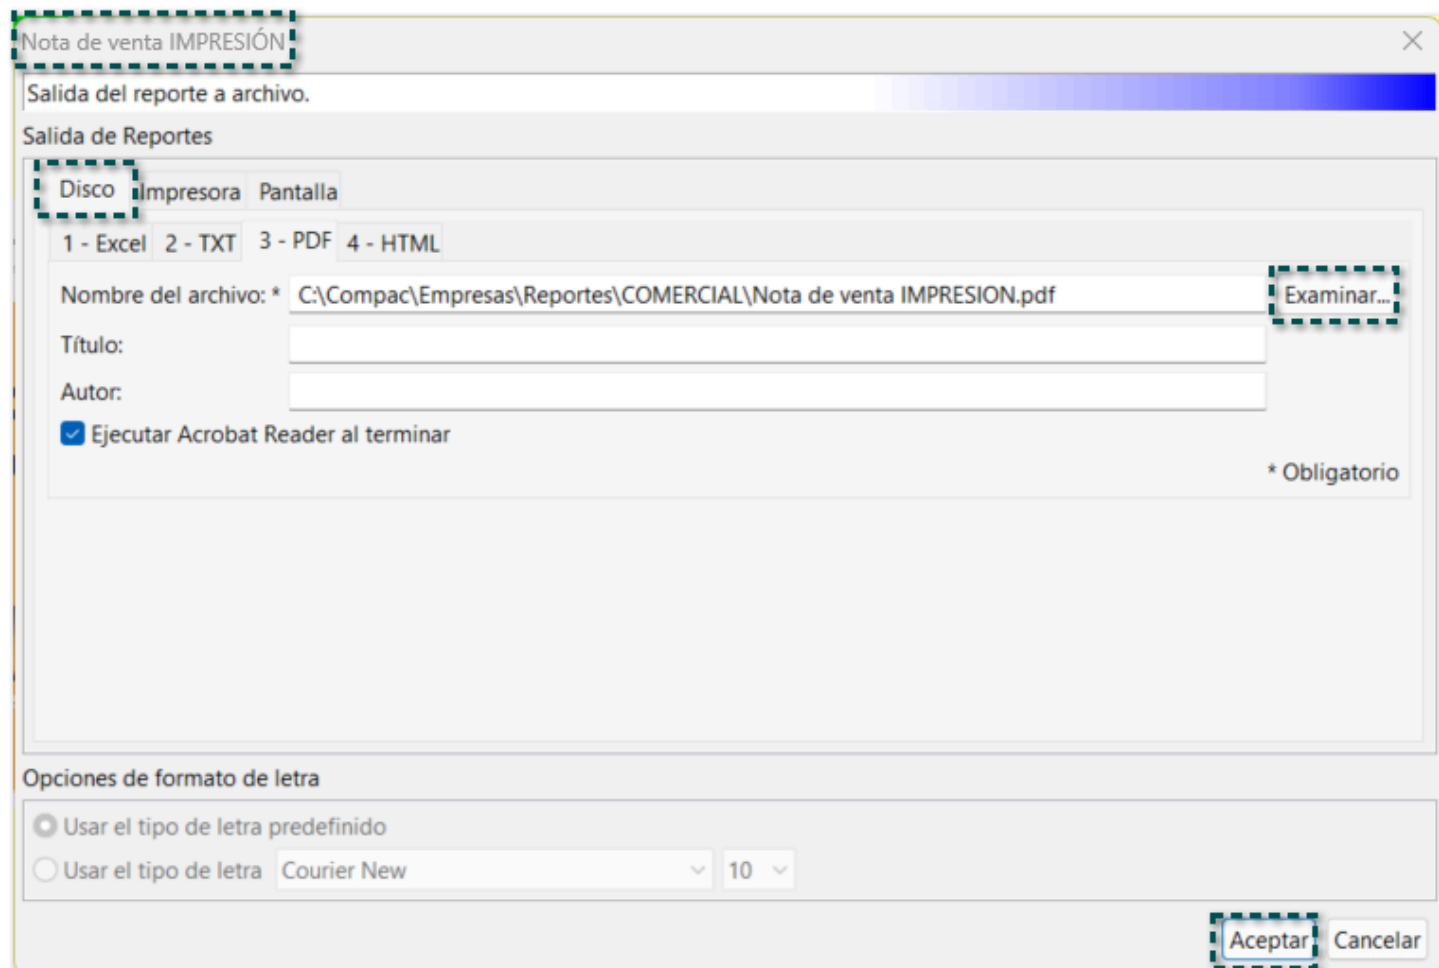 Nota de venta IMPRESIÓN
Salida del reporte a archivo.
Salida de Reportes
Disco Impresora Pantalla
1 - Excel 2 - TXT 3 - PDF 4 - HTML
Nombre del archivo: * C:\Compac\Empresas\Reportes\COMERCIAL\Nota de venta IMPRESION.pdf Examinar...
Título:
Autor:
Ejecutar Acrobat Reader al terminar
* Obligatorio
Opciones de formato de letra
Usar el tipo de letra predefinido
Usar el tipo de letra Courier New 10
Aceptar Cancelar